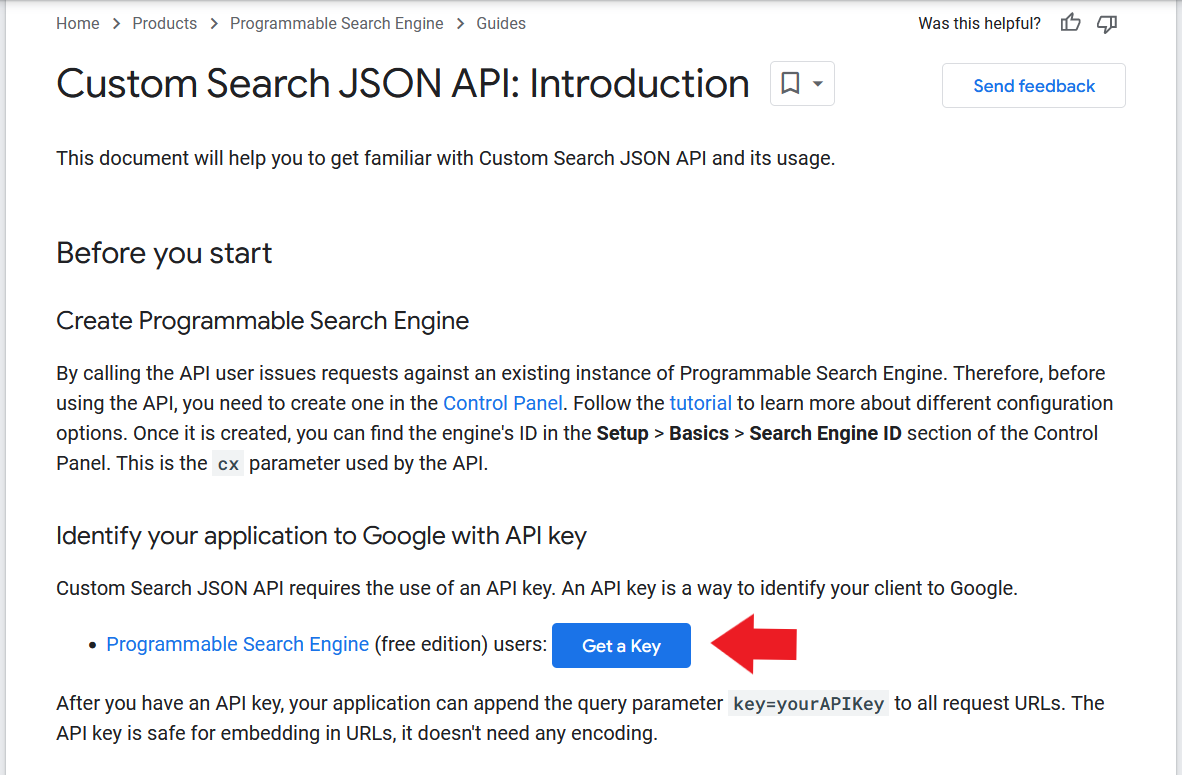 Home > Products > Programmable Search Engine > Guides
Was this helpful?
Custom Search JSON API: Introduction
Send feedback
This document will help you to get familiar with Custom Search JSON API and its usage.
Before you start
Create Programmable Search Engine
By calling the API user issues requests against an existing instance of Programmable Search Engine. Therefore, before
using the API, you need to create one in the Control Panel. Follow the tutorial to learn more about different configuration
options. Once it is created, you can find the engine's ID in the Setup > Basics > Search Engine ID section of the Control
Panel. This is the cx parameter used by the API.
Identify your application to Google with API key
Custom Search JSON API requires the use of an API key. An API key is a way to identify your client to Google.
• Programmable Search Engine (free edition) users: Get a Key
After you have an API key, your application can append the query parameter key=yourAPIKey to all request URLs. The
API key is safe for embedding in URLs, it doesn't need any encoding.